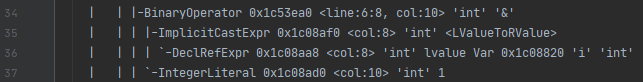 34 | | |-BinaryOperator 0x1c53ea0 <line:6:8, col:10> 'int' '&'
35 | | | |-ImplicitCastExpr 0x1c08af0 <col:8> 'int' <LValueToRValue>
36 | | | | `-DeclRefExpr 0x1c08aa8 <col:8> 'int' lvalue Var 0x1c08820 'i' 'int'
37 | | | `-IntegerLiteral 0x1c08ad0 <col:10> 'int' 1